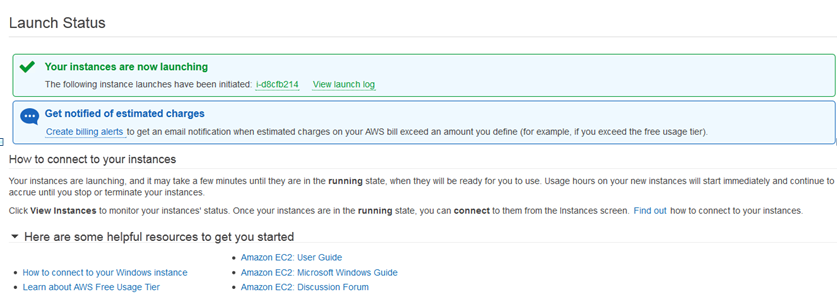 Launch Status
Your instances are now launching
The following instance launches have been initiated: i-d8cfb214 View launch log
Get notified of estimated charges
Create billing alerts to get an email notification when estimated charges on your AWS bill exceed an amount you define (for example, if you exceed the free usage tier).
How to connect to your instances
Your instances are launching, and it may take a few minutes until they are in the running state, when they will be ready for you to use. Usage hours on your new instances will start immediately and continue to
accrue until you stop or terminate your instances.
Click View Instances to monitor your instances' status. Once your instances are in the running state, you can connect to them from the Instances screen. Find out how to connect to your instances.
Here are some helpful resources to get you started
• Amazon EC2: User Guide
• How to connect to your Windows instance • Amazon EC2: Microsoft Windows Guide
• Learn about AWS Free Usage Tier • Amazon EC2: Discussion Forum